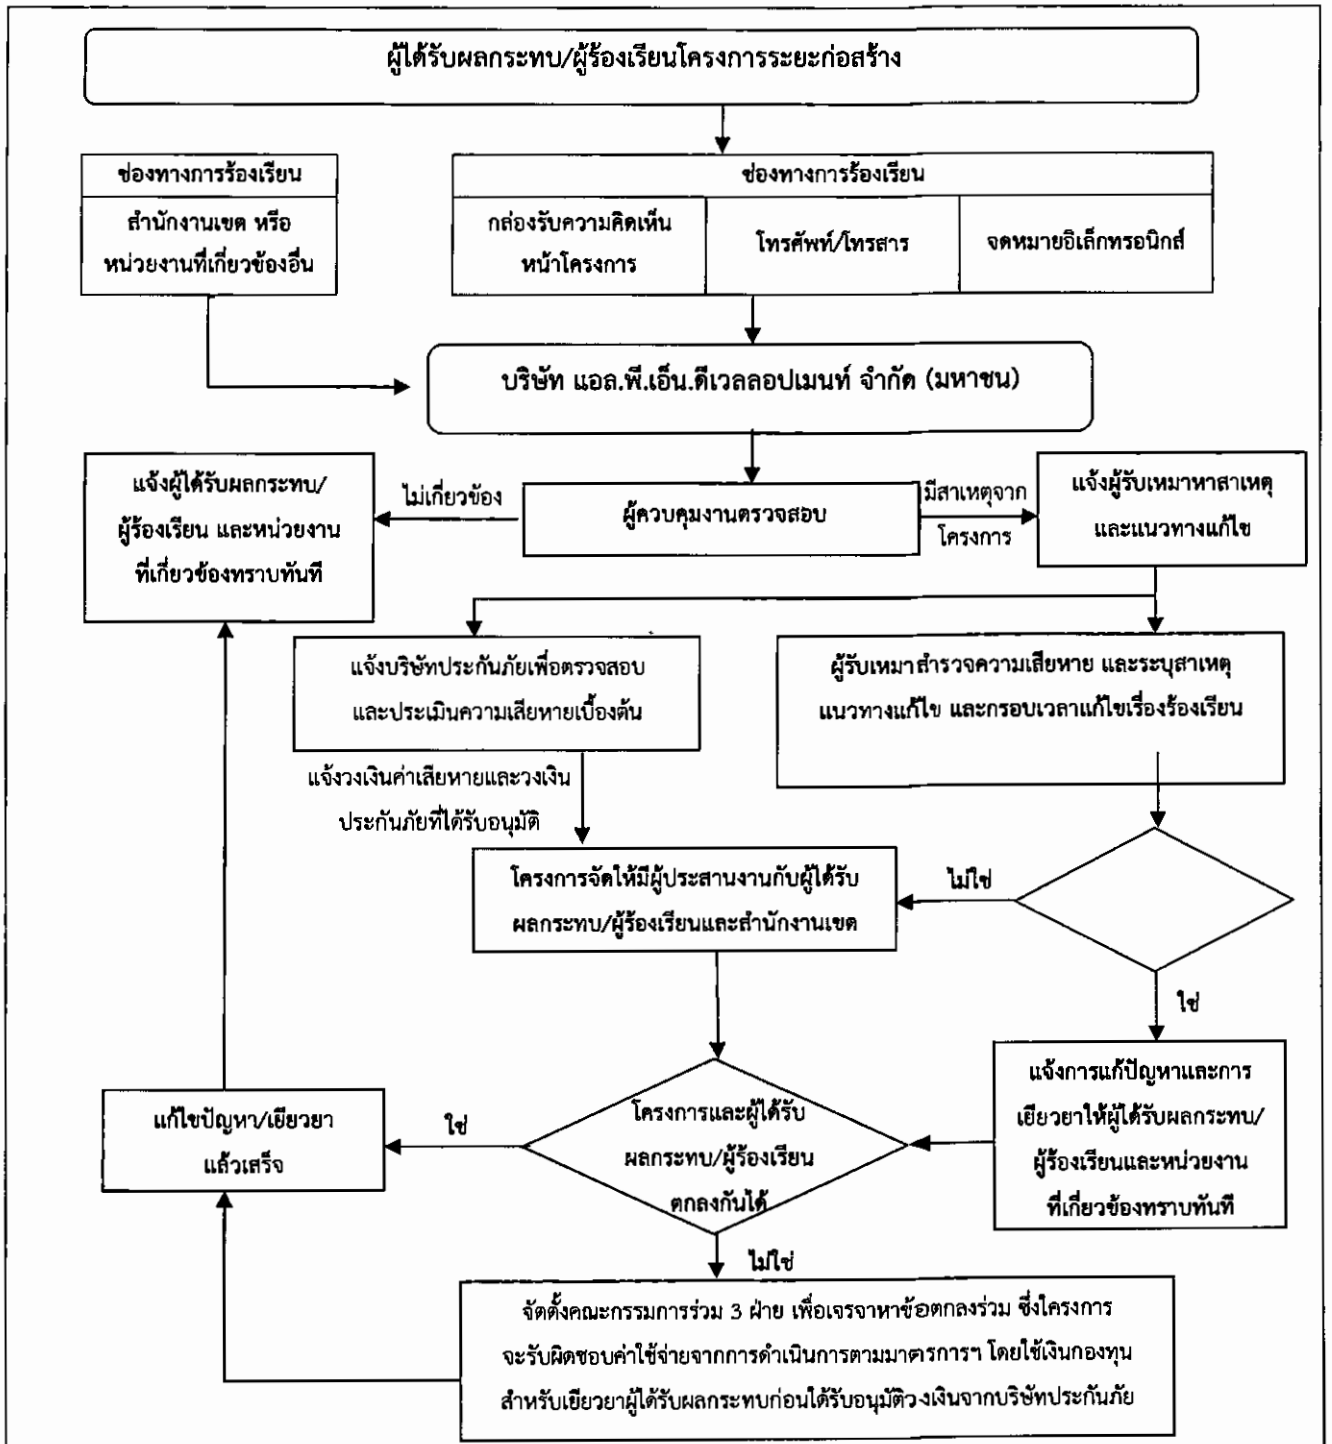 ผู้ได้รับผลกระทบ/ผู้ร้องเรียนโครงการระยะก่อสร้าง
ช่องทางการร้องเรียน
สำนักงานเขต หรือ
หน่วยงานที่เกี่ยวข้องอื่น
ช่องทางการร้องเรียน
กล่องรับความคิดเห็น
หน้าโครงการ
โทรศัพท์/โทรสาร
จดหมายอิเล็กทรอนิกส์
บริษัท แอล.พี.เอ็น.ดีเวลลอปเมนท์ จำกัด (มหาชน)
แจ้งผู้ได้รับผลกระทบ/
ผู้ร้องเรียน และหน่วยงาน
ที่เกี่ยวข้องทราบทันที
ไม่เกี่ยวข้อง
ผู้ควบคุมงานตรวจสอบ
มีสาเหตุจาก
โครงการ
แจ้งผู้รับเหมาหาสาเหตุ
และแนวทางแก้ไข
แจ้งบริษัทประกันภัยเพื่อตรวจสอบ
และประเมินความเสียหายเบื้องต้น
ผู้รับเหมาสำรวจความเสียหาย และระบุสาเหตุ
แนวทางแก้ไข และกรอบเวลาแก้ไขเรื่องร้องเรียน
แจ้งวงเงินค่าเสียหายและวงเงิน
ประกันภัยที่ได้รับอนุมัติ
โครงการจัดให้มีผู้ประสานงานกับผู้ได้รับ
ผลกระทบ/ผู้ร้องเรียนและสำนักงานเขต
ไม่ใช่
ใช่
แจ้งการแก้ปัญหาและการ
เยียวยาให้ผู้ได้รับผลกระทบ/
ผู้ร้องเรียนและหน่วยงาน
ที่เกี่ยวข้องทราบทันที
โครงการและผู้ได้รับ
ผลกระทบ/ผู้ร้องเรียน
ตกลงกันได้
ใช่
แก้ไขปัญหา/เยียวยา
แล้วเสร็จ
ไม่ใช่
จัดตั้งคณะกรรมการร่วม 3 ฝ่าย เพื่อเจรจาหาข้อตกลงร่วม ซึ่งโครงการ
จะรับผิดชอบค่าใช้จ่ายจากการดำเนินการตามมาตรการฯ โดยใช้เงินกองทุน
สำหรับเยียวยาผู้ได้รับผลกระทบก่อนได้รับอนุมัติวงเงินจากบริษัทประกันภัย